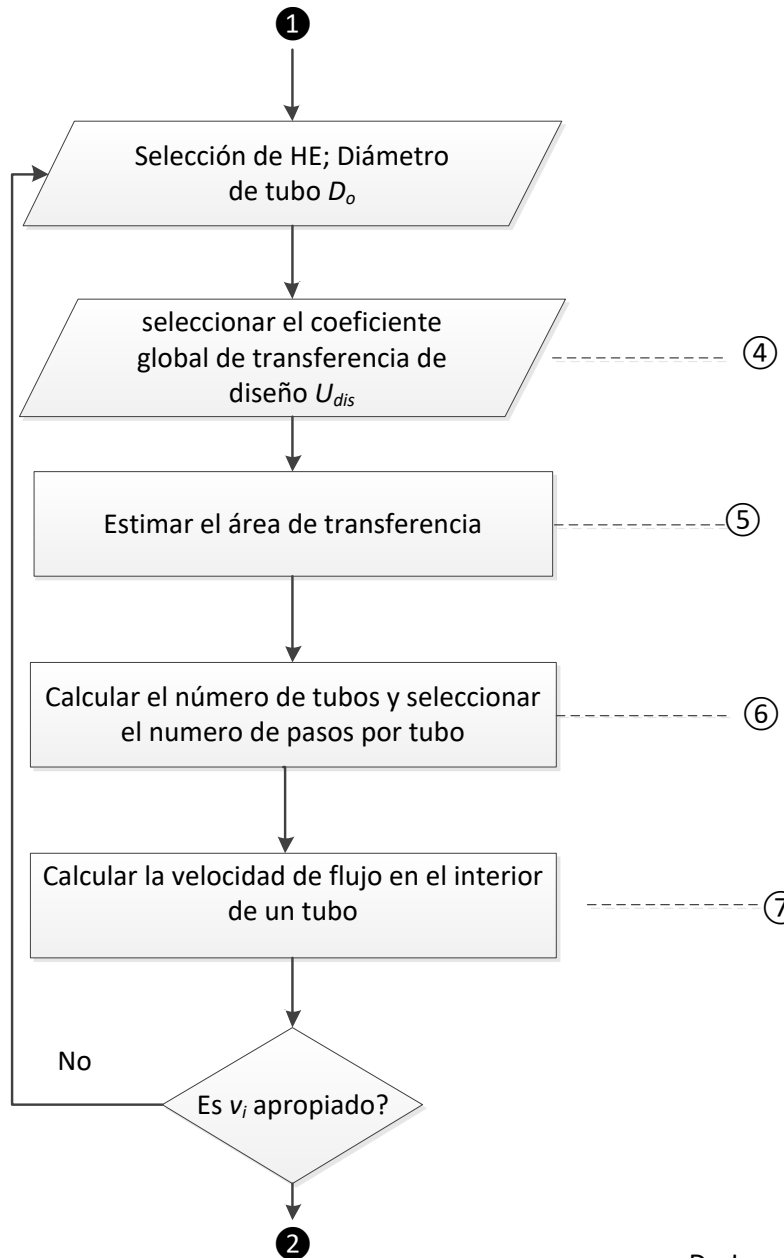 1
Selección de HE; Diámetro
de tubo Do
seleccionar el coeficiente
global de transferencia de
diseño Udis
4
Estimar el área de transferencia
5
Calcular el número de tubos y seleccionar
el numero de pasos por tubo
6
Calcular la velocidad de flujo en el interior
de un tubo
7
No
Es vi apropiado?
2